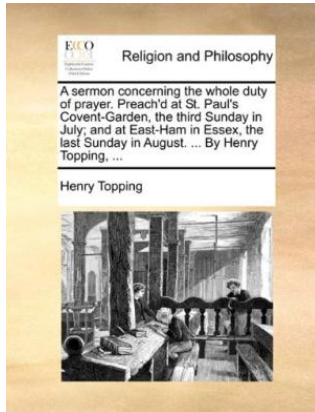 ECCO
Religion and Philosophy
A sermon concerning the whole duty
of prayer. Preach'd at St. Paul's
Covent-Garden, the third Sunday in
July; and at East-Ham in Essex, the
last Sunday in August. ... By Henry
Topping, ...
Henry Topping